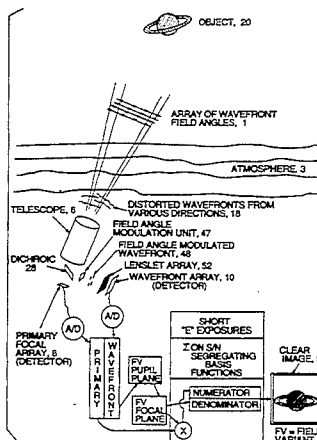 OBJECT, 20
ARRAY OF WAVEFRONT
FIELD ANGLES, 1
ATMOSPHERE, 3
DISTORTED WAVEFRONTS FROM
VARIOUS DIRECTIONS, 18
TELESCOPE, 6
FIELD ANGLE
MODULATION UNIT, 47
FIELD ANGLE MODULATED
WAVEFRONT, 48
DICHROIC
28
LENSLET ARRAY, 52
WAVEFRONT ARRAY, 10
(DETECTOR)
A/D
A/D
PRIMARY
FOCAL
ARRAY, 8
(DETECTOR)
PRIMARY
WAVEFRONT
FV
PUPIL
PLANE
FV
FOCAL
PLANE
X
SHORT
"E" EXPOSURES
Σ ON S/N
SEGREGATING
BASIS
FUNCTIONS
NUMERATOR
DENOMINATOR
CLEAR
IMAGE,
FV = FIELD
VARIANT